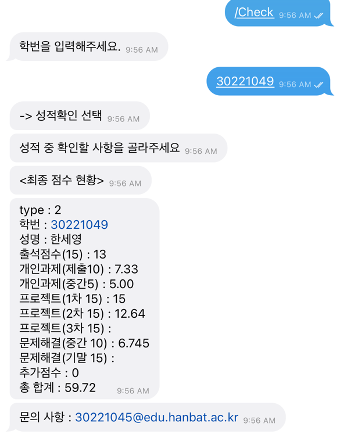 /Check 9:56 AM
학번을 입력해주세요. 9:56 AM
30221049 9:56 AM
-> 성적확인 선택 9:56 AM
성적 중 확인할 사항을 골라주세요 9:56 AM
<최종 점수 현황> 9:56 AM
type : 2
학번 : 30221049
성명 : 한세영
출석점수(15) : 13
개인과제(제출10) : 7.33
개인과제(중간5) : 5.00
프로젝트(1차 15) : 15
프로젝트(2차 15) : 12.64
프로젝트(3차 15) :
문제해결(중간 10) : 6.745
문제해결(기말 15) :
추가점수 : 0
총 합계 : 59.72 9:56 AM
문의 사항 : 30221045@edu.hanbat.ac.kr 9:56 AM